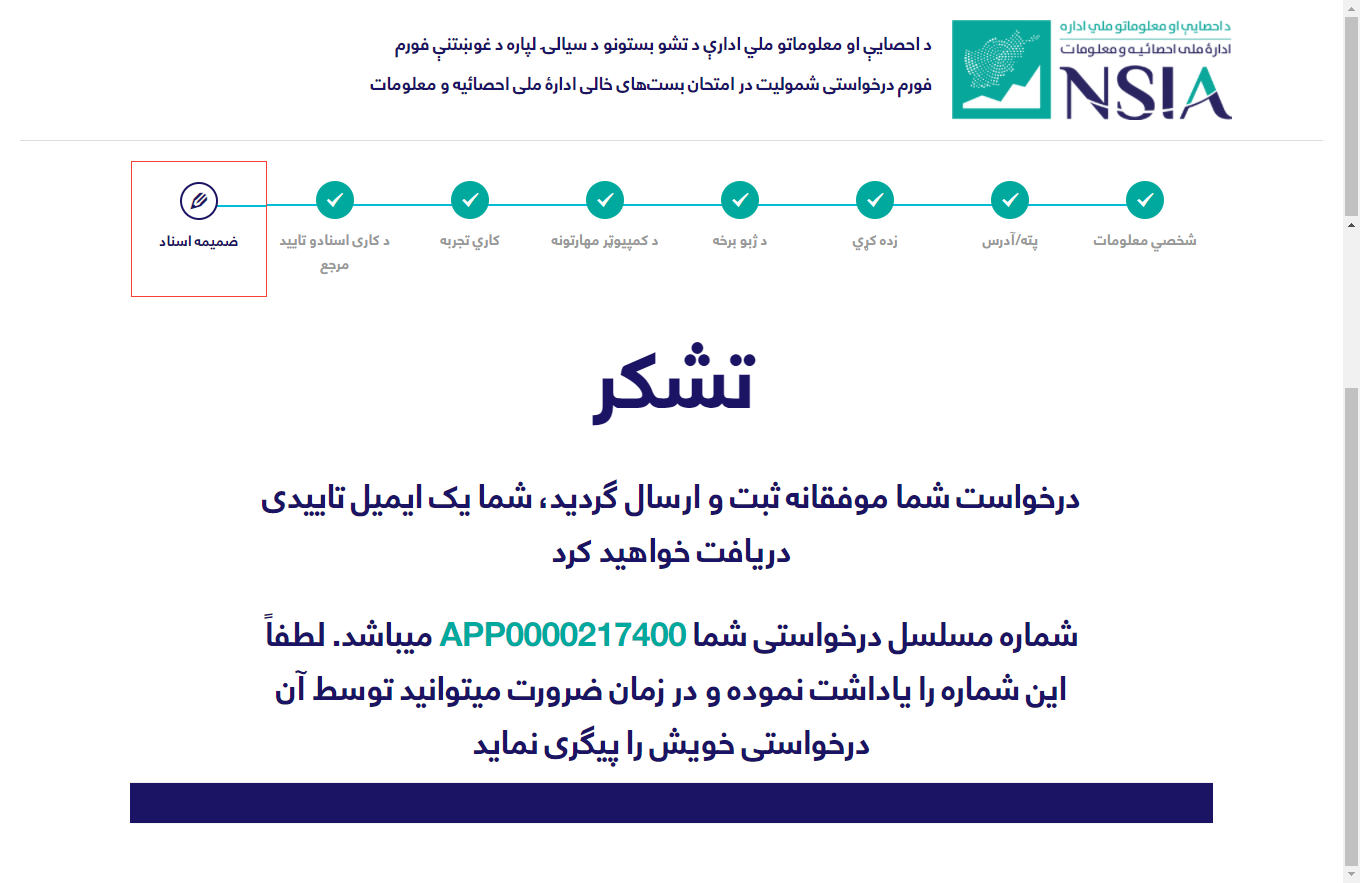 د احصايې او معلوماتو ملي ادارې د تشو بستونو د سيالۍ لپاره د غوښتنې فورم
فورم درخواستی شمولیت در امتحان بست‌های خالی ادارۀ ملی احصائیه و معلومات
د احصايې او معلوماتو ملي اداره
ادارۀ ملی احصائیه و معلومات
NSIA
شخصي معلومات
پته/آدرس
زده کړې
د ژبو برخه
د کمپیوټر مهارتونه
کاري تجربه
د کاری اسنادو تایید
مرجع
ضمیمه اسناد
تشکر
درخواست شما موفقانه ثبت و ارسال گردید، شما یک ایمیل تاییدی
دریافت خواهید کرد
شماره مسلسل درخواستی شما APP0000217400 میباشد. لطفاً
این شماره را یاداشت نموده و در زمان ضرورت میتوانید توسط آن
درخواستی خویش را پیگری نماید